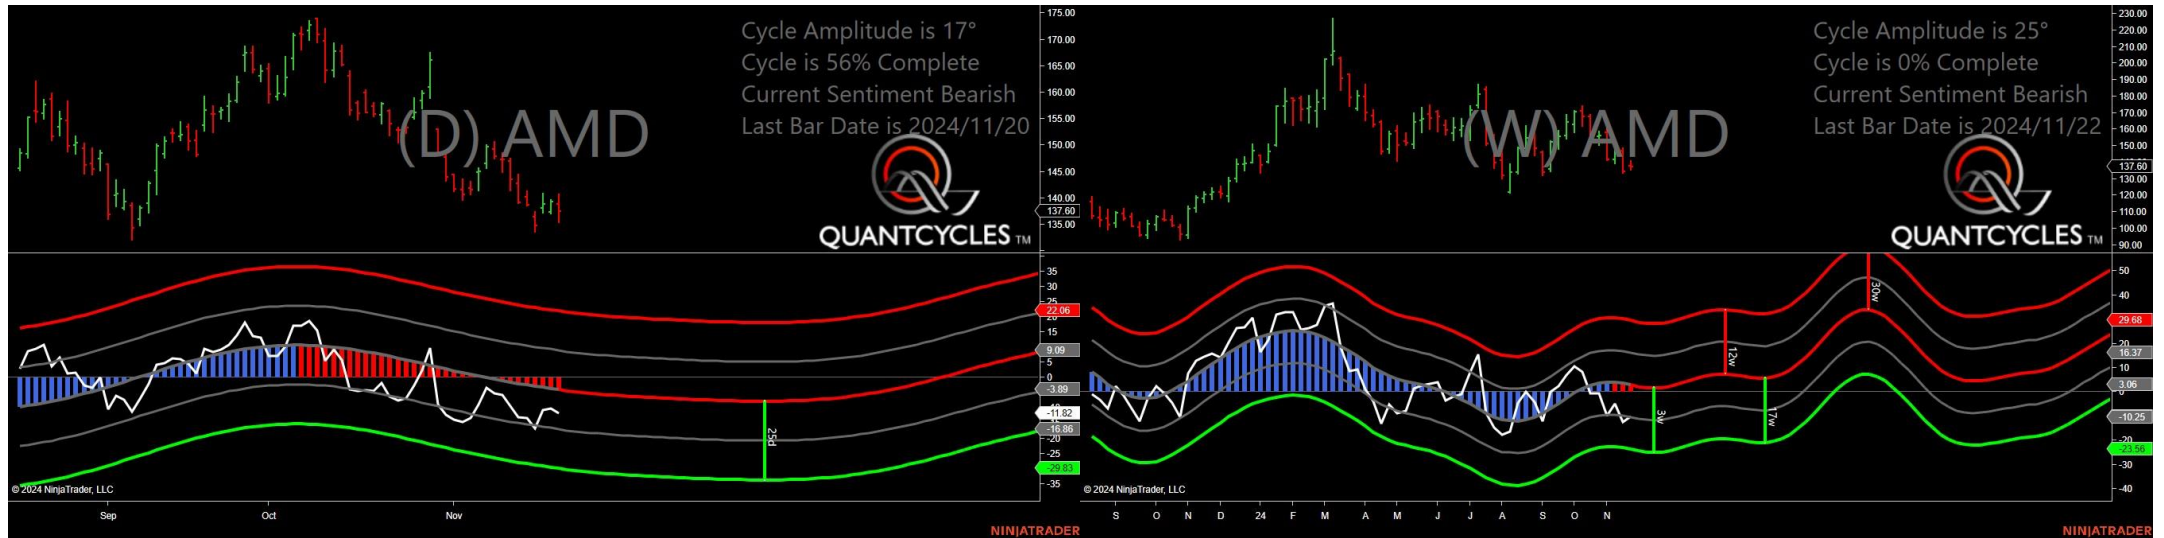 Cycle Amplitude is 17°
Cycle is 56% Complete
Current Sentiment Bearish
Last Bar Date is 2024/11/20
(D) AMD
QUANTCYCLES TM
175.00
170.00
165.00
160.00
155.00
150.00
145.00
140.00
137.60
135.00
35
30
25
22.06
15
9.09
5
0
-3.89
-11.82
-16.86
-20
-25
-29.83
-35
25d
© 2024 NinjaTrader, LLC
Sep Oct Nov
NINJATRADER
Cycle Amplitude is 25°
Cycle is 0% Complete
Current Sentiment Bearish
Last Bar Date is 2024/11/22
(W) AMD
QUANTCYCLES TM
230.00
220.00
210.00
200.00
190.00
180.00
170.00
160.00
150.00
137.60
130.00
120.00
110.00
100.00
90.00
50
40
29.68
20
16.37
10
3.06
0
-10.25
-20
-23.56
-30
-40
3w
12w
17w
30w
© 2024 NinjaTrader, LLC
S O N D 24 F M A M J J A S O N
NINJATRADER